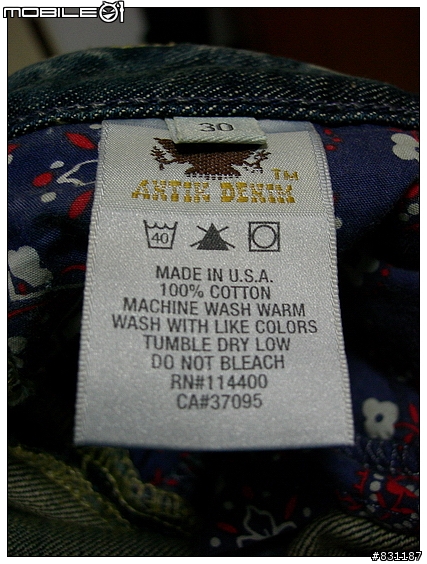 MOBILE01
30
ANTIK DENIM TM
40
MADE IN U.S.A.
100% COTTON
MACHINE WASH WARM
WASH WITH LIKE COLORS
TUMBLE DRY LOW
DO NOT BLEACH
RN#114400
CA#37095
#831187